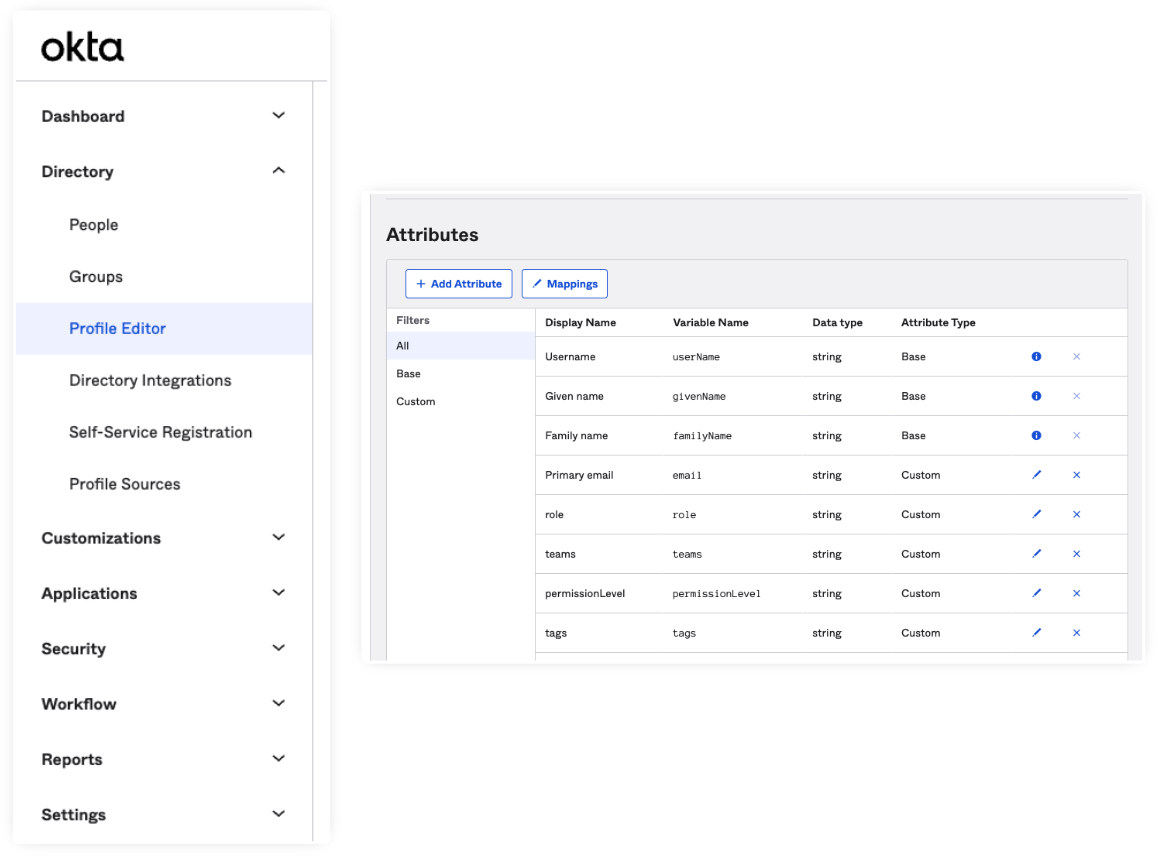 okta
Dashboard
Directory
People
Groups
Profile Editor
Directory Integrations
Self-Service Registration
Profile Sources
Customizations
Applications
Security
Workflow
Reports
Settings
Attributes
+ Add Attribute Mappings
Filters
All
Base
Custom
Display Name Variable Name Data type Attribute Type
Username userName string Base
Given name givenName string Base
Family name familyName string Base
Primary email email string Custom
role role string Custom
teams teams string Custom
permissionLevel permissionLevel string Custom
tags tags string Custom